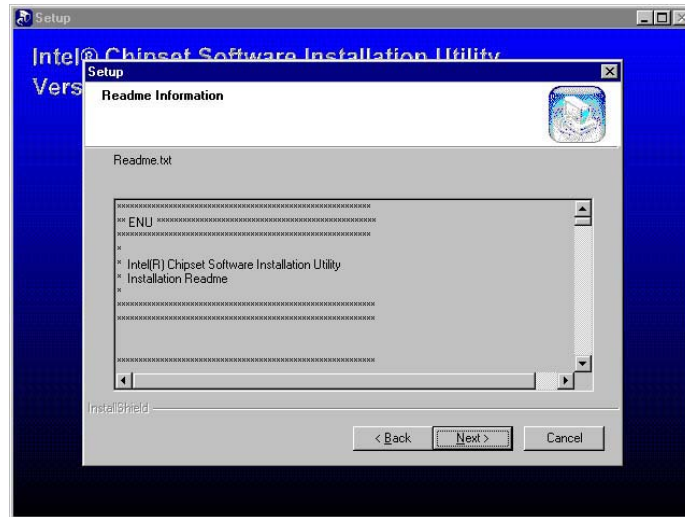 Setup
Intel® Chipset Software Installation Utility
Vers
Setup
Readme Information
Readme.txt
**********************************************************
** ENU ***************************************************
**********************************************************
*
* Intel(R) Chipset Software Installation Utility
* Installation Readme
*
***********************************************************
***********************************************************
***********************************************************
InstallShield
< Back
Next >
Cancel